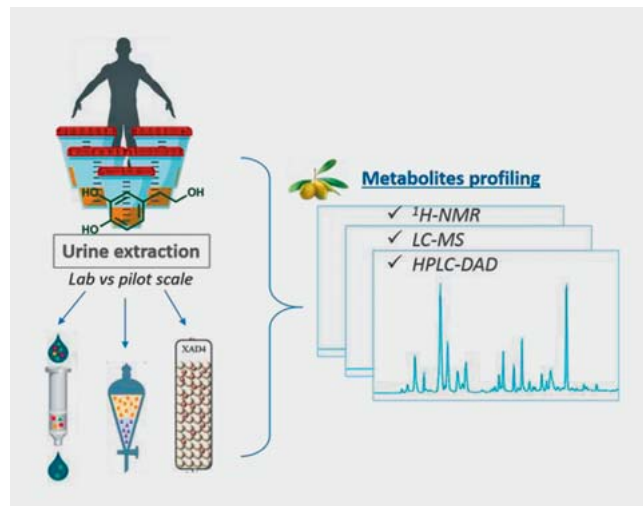 HO
OH
HO
Urine extraction
Lab vs pilot scale
XAD4
Metabolites profiling
✓ ¹H-NMR
✓ LC-MS
✓ HPLC-DAD